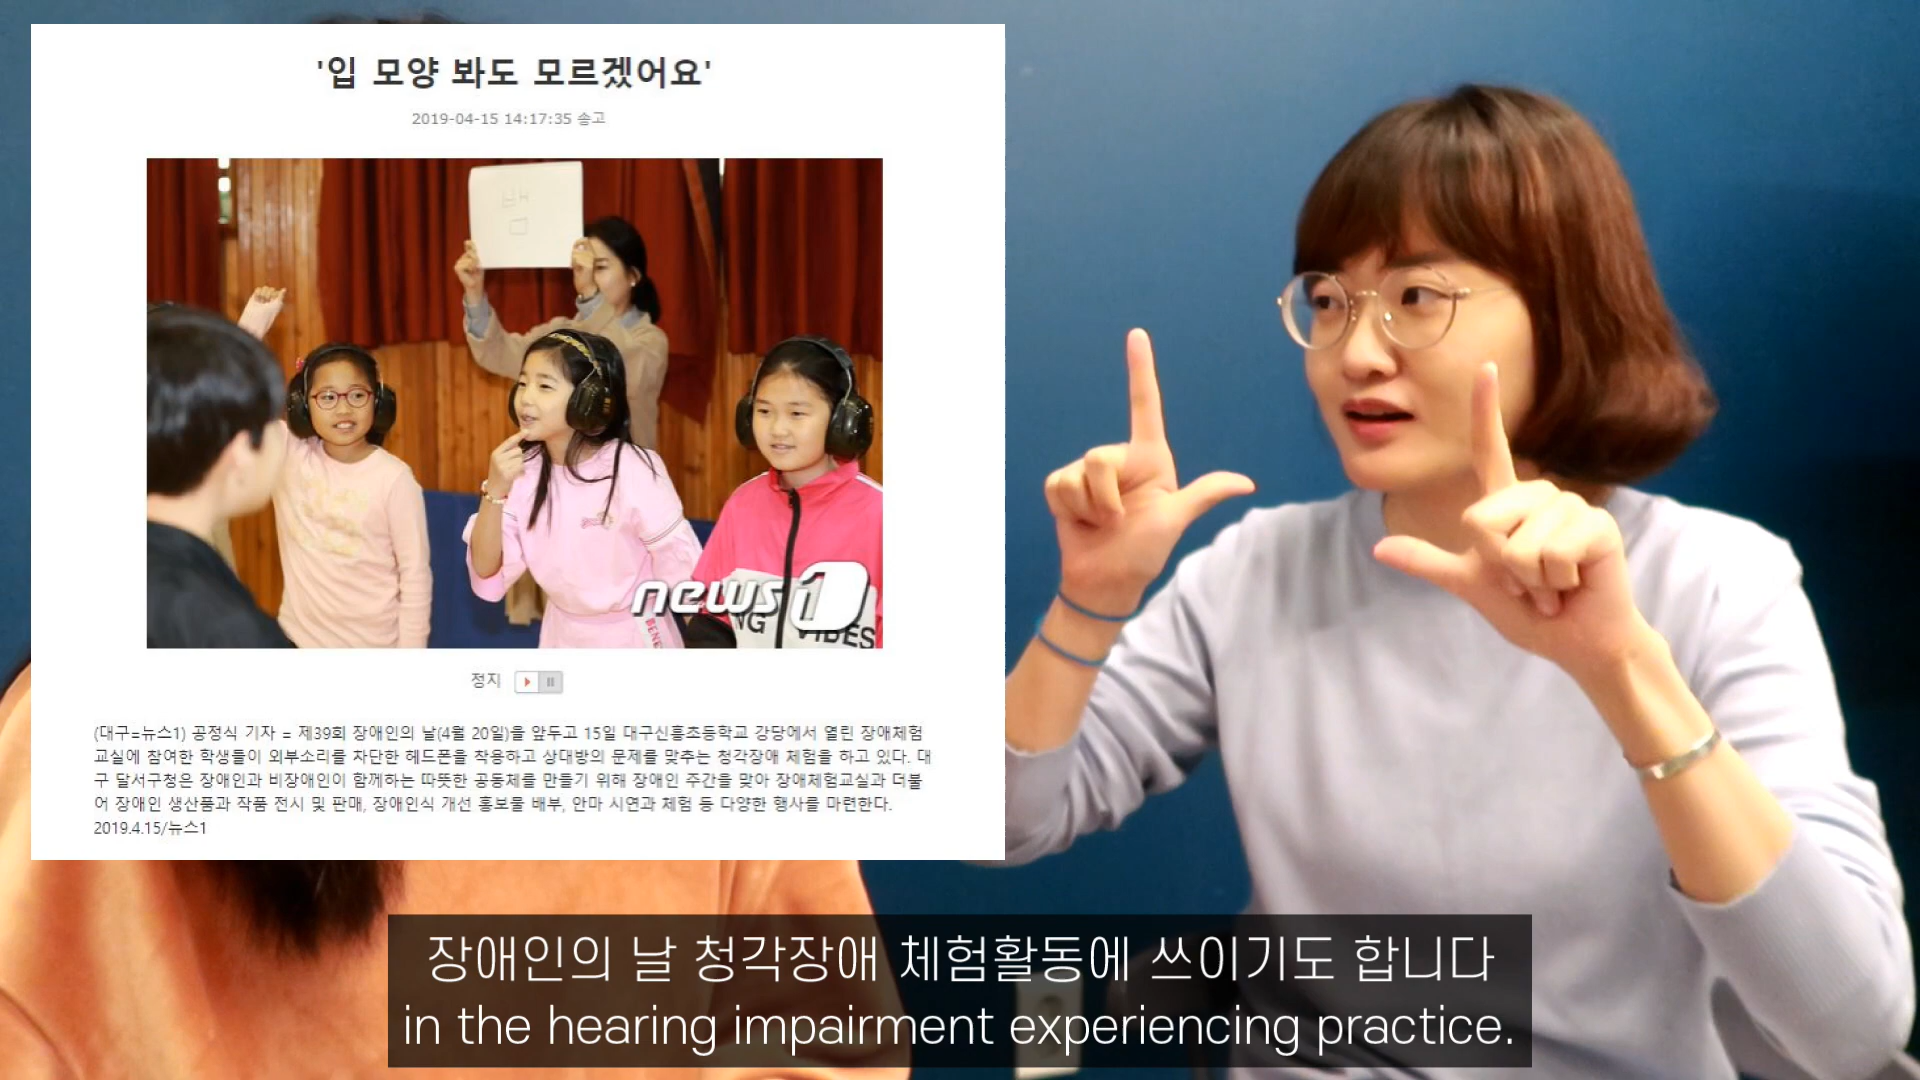 '입 모양 봐도 모르겠어요'
2019-04-15 14:17:35 송고
뱀
news1
NG VIBES
BENE
정지
(대구=뉴스1) 공정식 기자 = 제39회 장애인의 날(4월 20일)을 앞두고 15일 대구신흥초등학교 강당에서 열린 장애체험
교실에 참여한 학생들이 외부소리를 차단한 헤드폰을 착용하고 상대방의 문제를 맞추는 청각장애 체험을 하고 있다. 대
구 달서구청은 장애인과 비장애인이 함께하는 따뜻한 공동체를 만들기 위해 장애인 주간을 맞아 장애체험교실과 더불
어 장애인 생산품과 작품 전시 및 판매, 장애인식 개선 홍보물 배부, 안마 시연과 체험 등 다양한 행사를 마련한다.
2019.4.15/뉴스1
장애인의 날 청각장애 체험활동에 쓰이기도 합니다
in the hearing impairment experiencing practice.